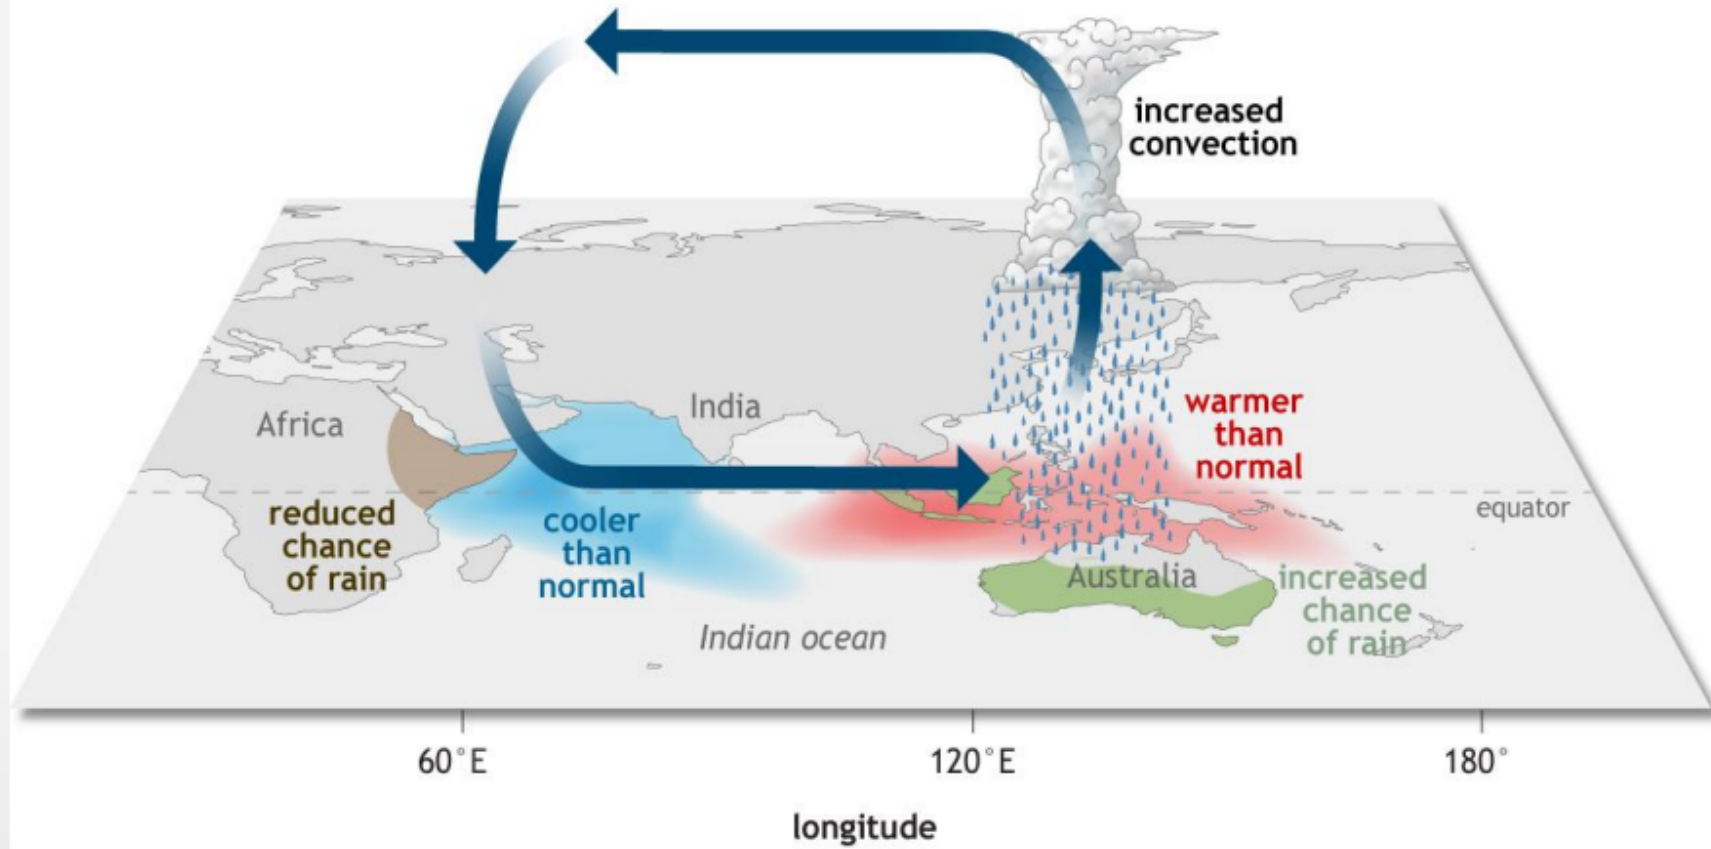 increased
convection
India
Africa
warmer
than
normal
reduced
chance
of rain
cooler
than
normal
equator
Australia
increased
chance
of rain
Indian ocean
60°E
120°E
180°
longitude